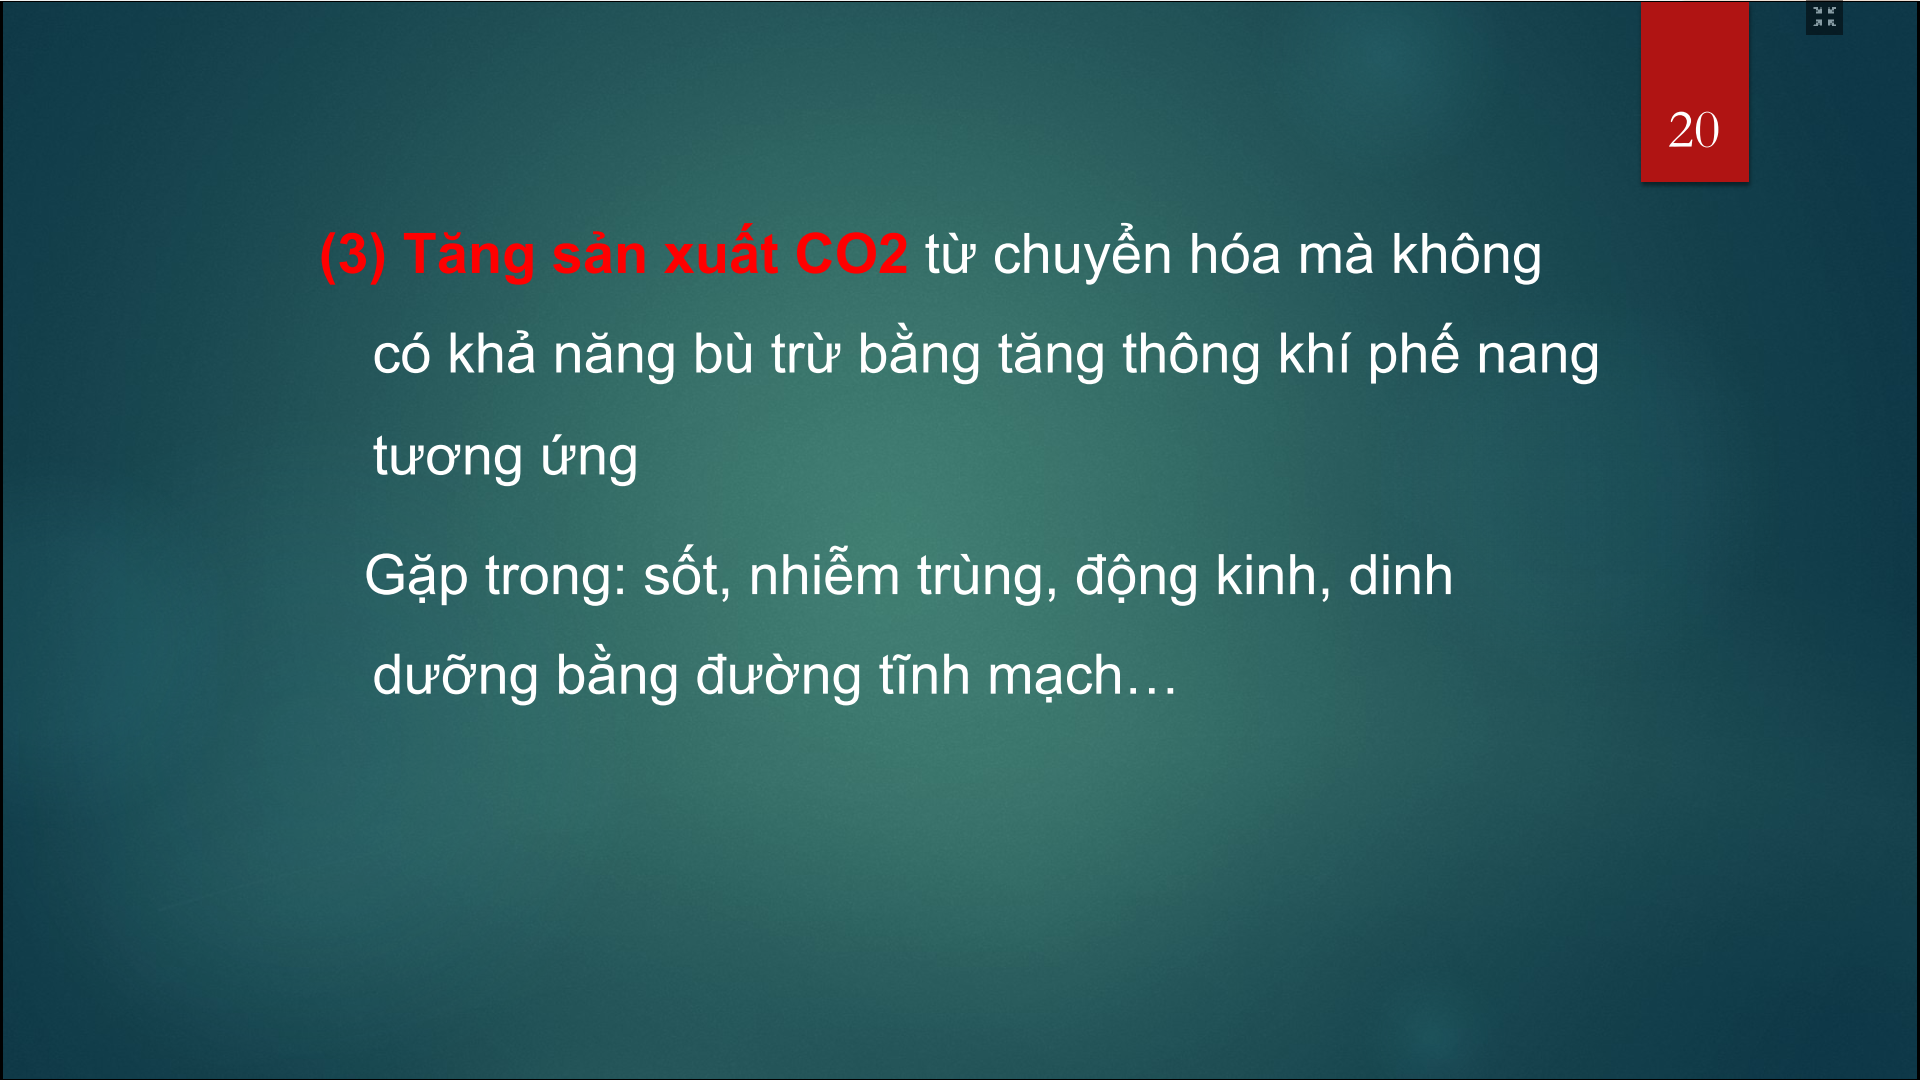 20
(3) Tăng sản xuất CO2 từ chuyển hóa mà không
có khả năng bù trừ bằng tăng thông khí phế nang
tương ứng
Gặp trong: sốt, nhiễm trùng, động kinh, dinh
dưỡng bằng đường tĩnh mạch…